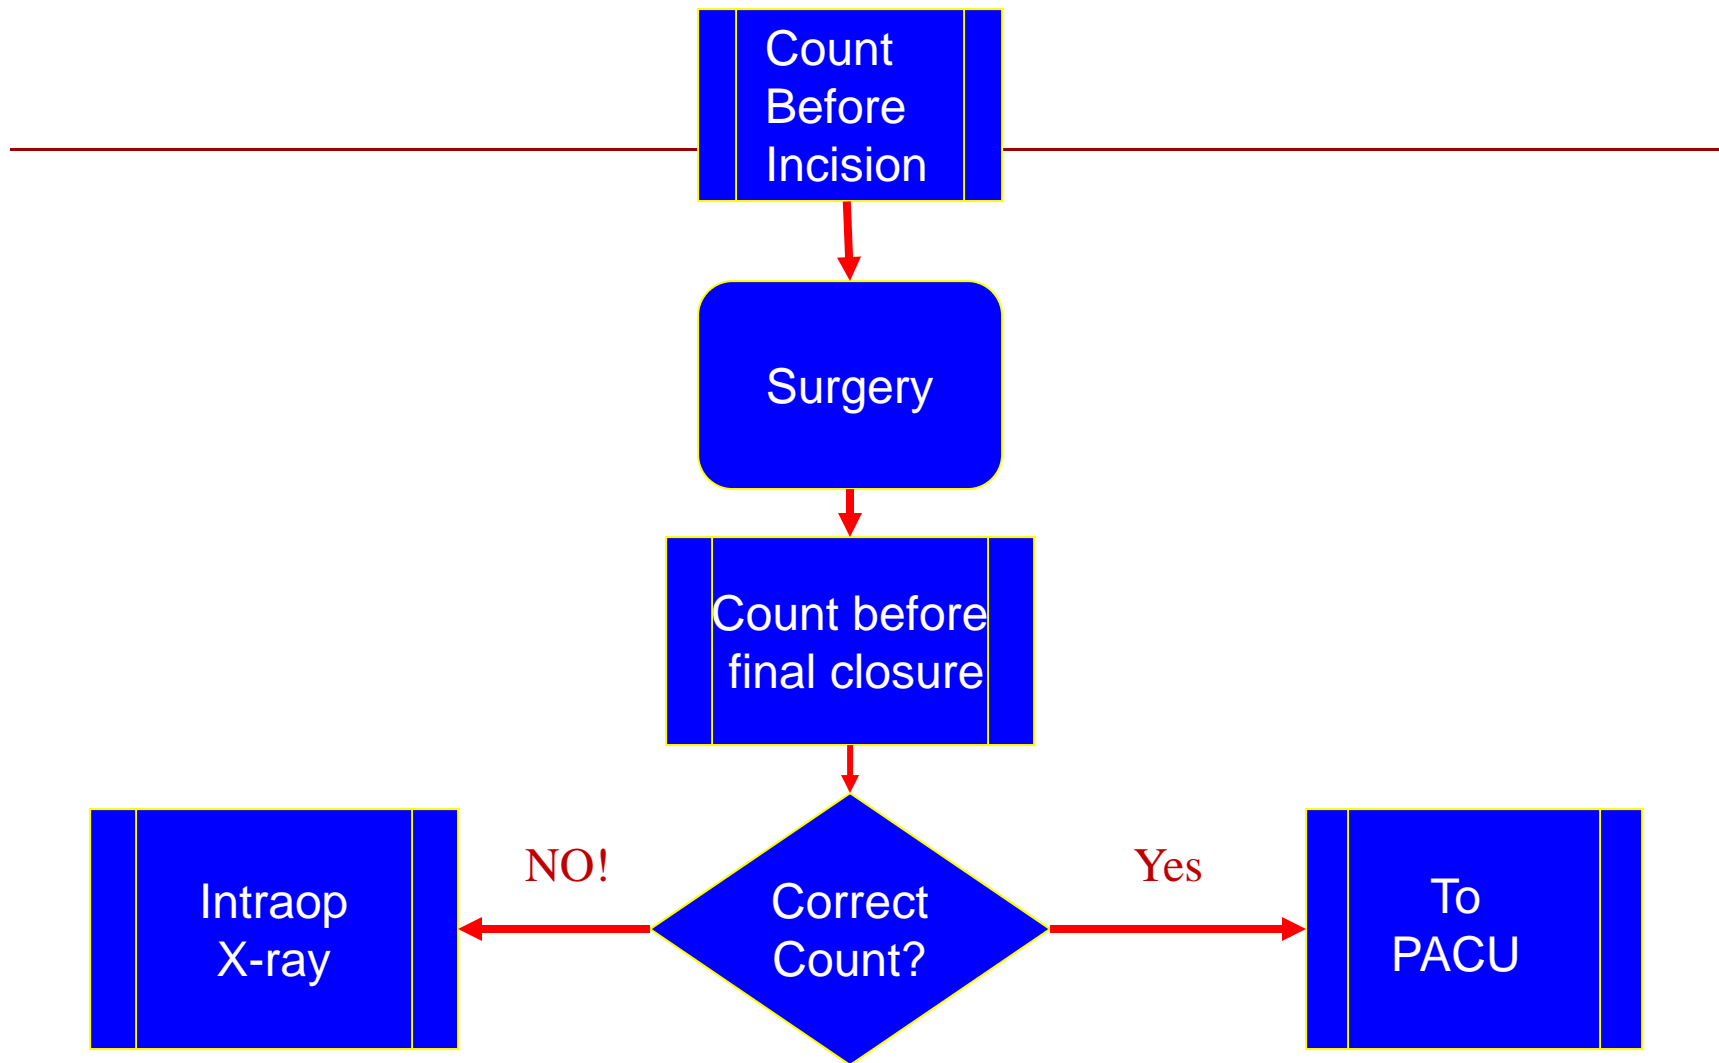 Count
Before
Incision
Surgery
Count before
final closure
NO!
Yes
Intraop
X-ray
Correct
Count?
To
PACU